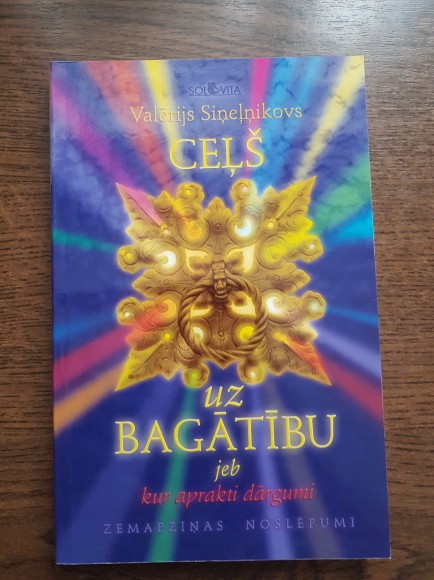 SOL VITA
Valērijs Siņeļņikovs
CEĻŠ
uz
BAGĀTĪBU
jeb
kur aprakti dārgumi
ZEMAPZIŅAS NOSLĒPUMI